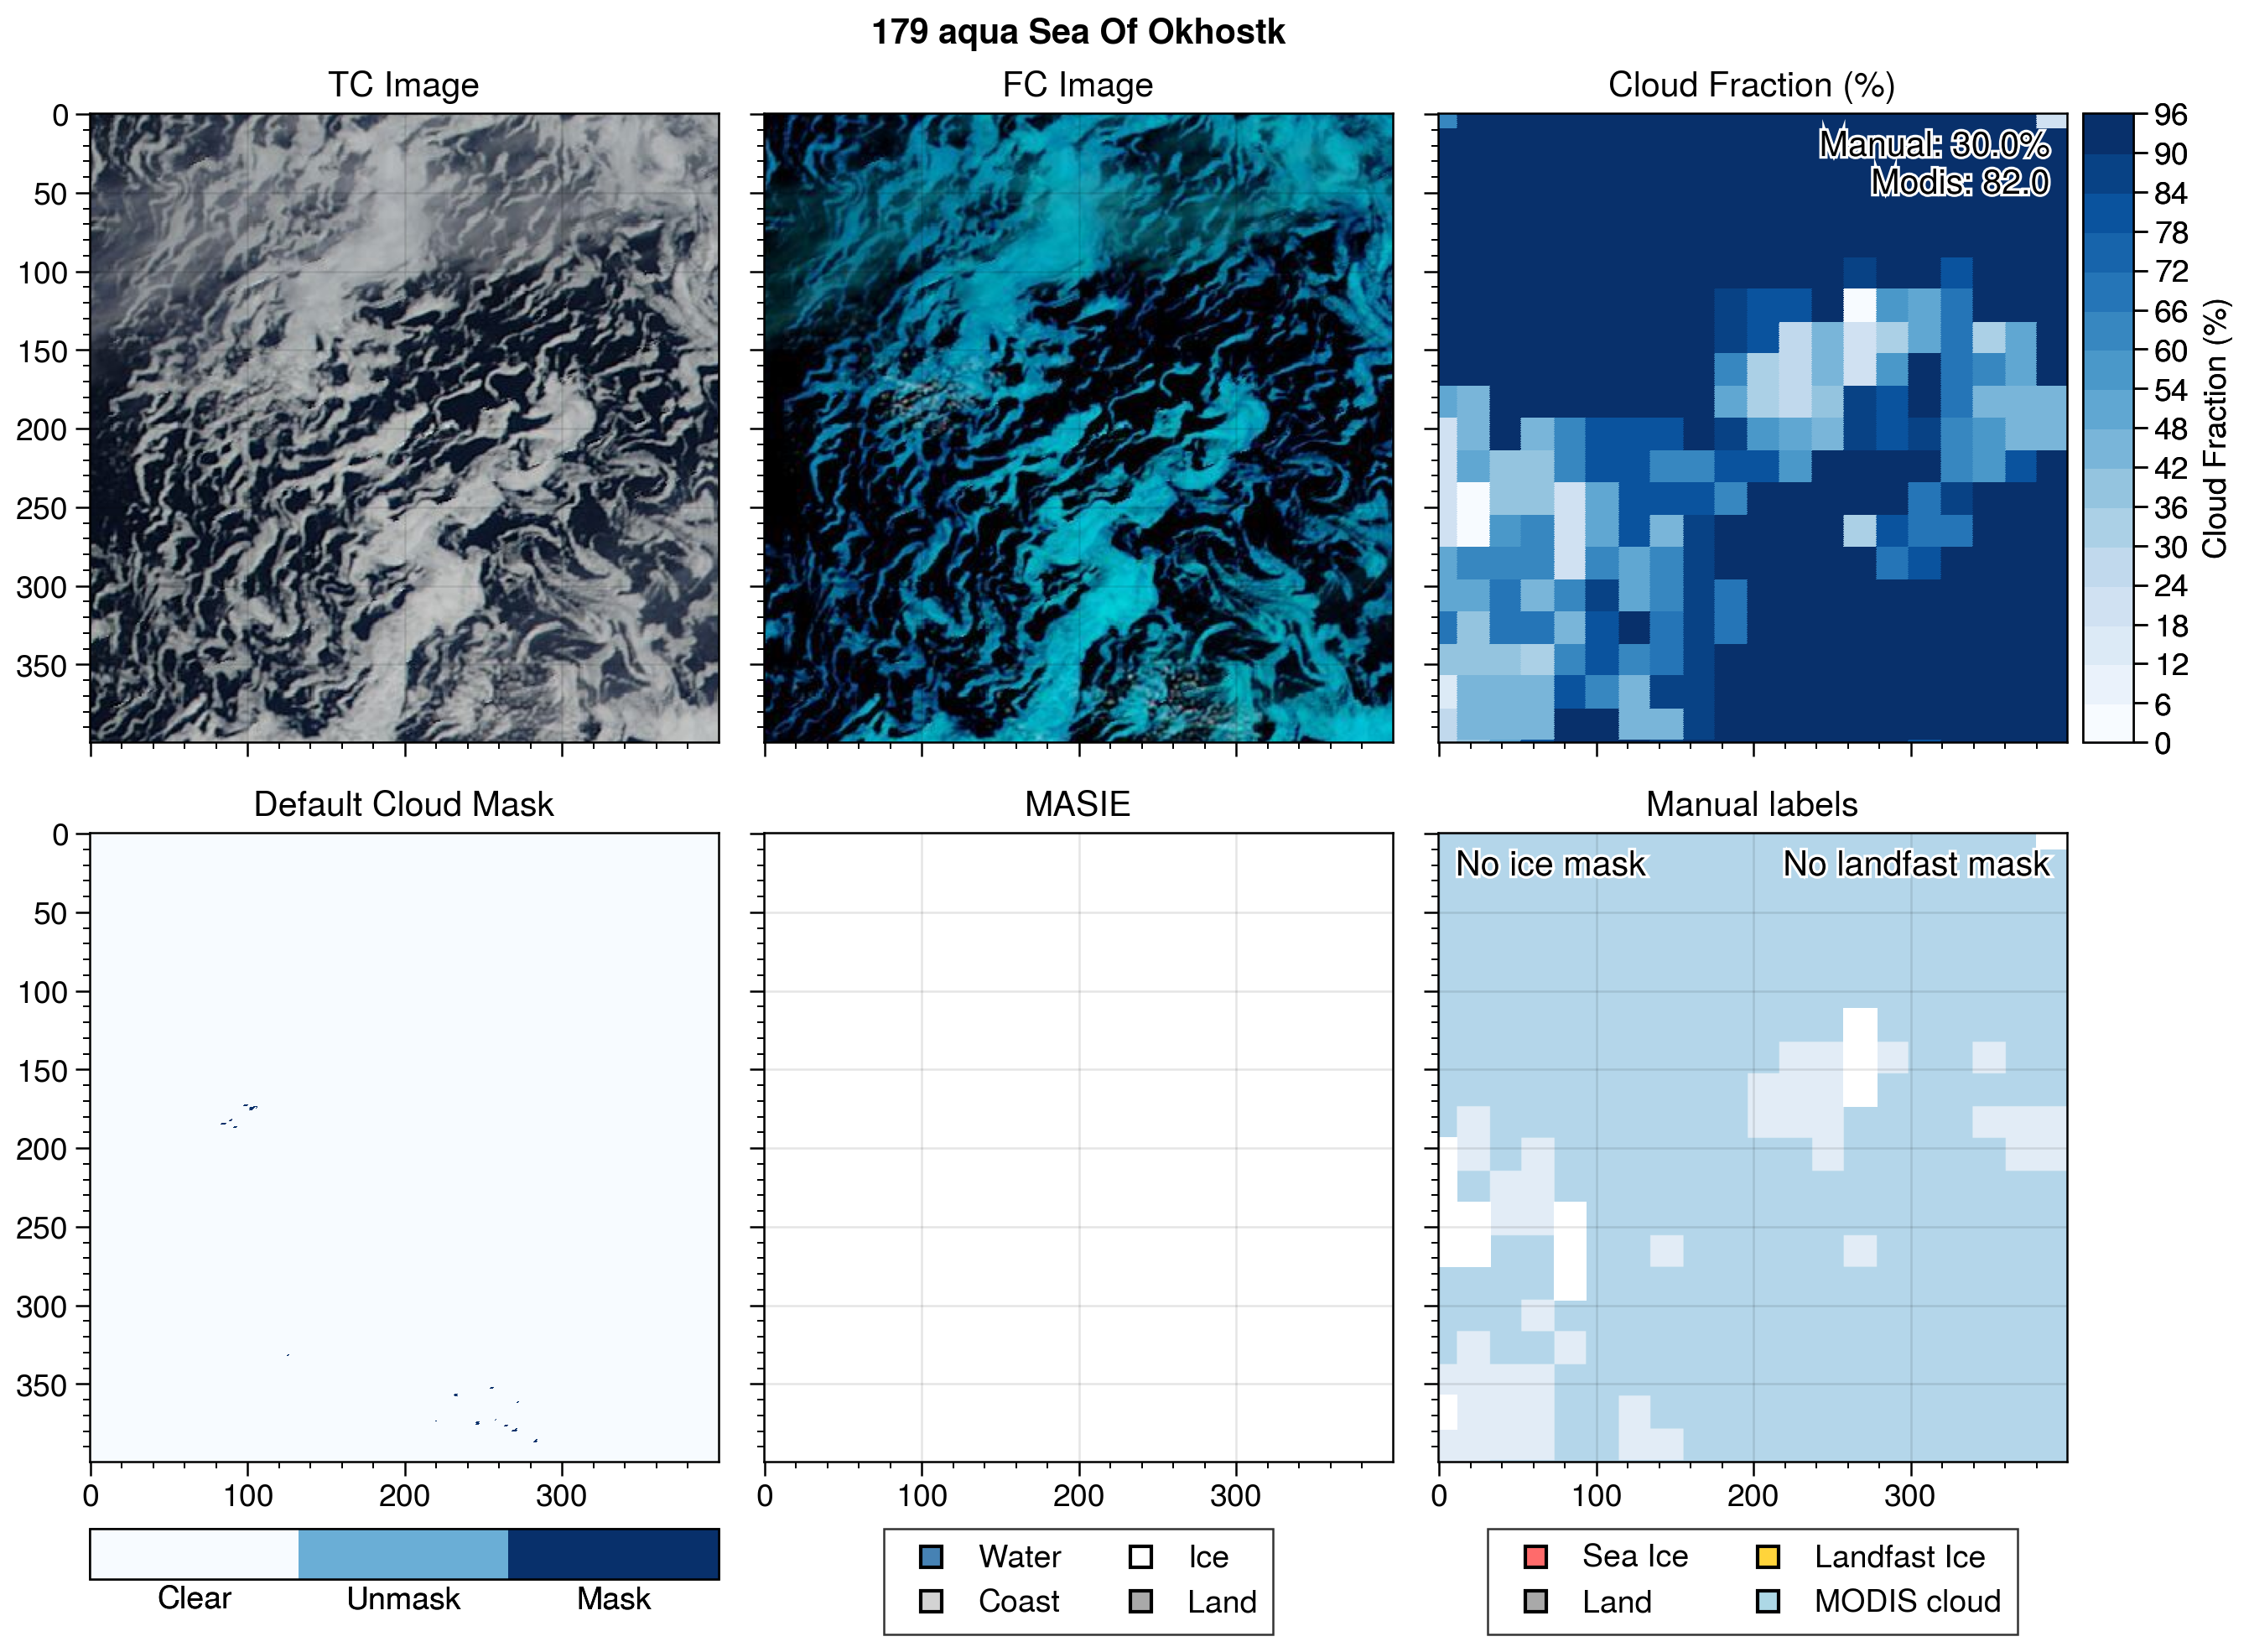 179 aqua Sea Of Okhostk
TC Image
FC Image
Cloud Fraction (%)
0
50
100
150
200
250
300
350
Manual: 30.0%
Modis: 82.0
96
90
84
78
72
66
60
54
48
42
36
30
24
18
12
6
0
Cloud Fraction (%)
Default Cloud Mask
MASIE
Manual labels
0
50
100
150
200
250
300
350
No ice mask
No landfast mask
0 100 200 300
0 100 200 300
0 100 200 300
Clear Unmask Mask
Water Ice
Coast Land
Sea Ice Landfast Ice
Land MODIS cloud